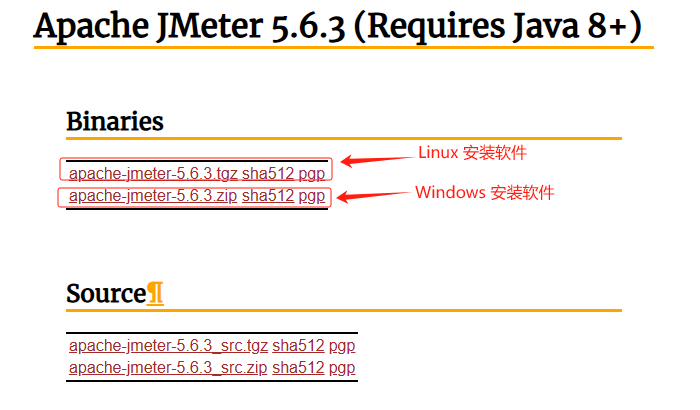 Apache JMeter 5.6.3 (Requires Java 8+)
Binaries
Linux 安装软件
apache-jmeter-5.6.3.tgz sha512 pgp
apache-jmeter-5.6.3.zip sha512 pgp
Windows 安装软件
Source¶
apache-jmeter-5.6.3_src.tgz sha512 pgp
apache-jmeter-5.6.3_src.zip sha512 pgp